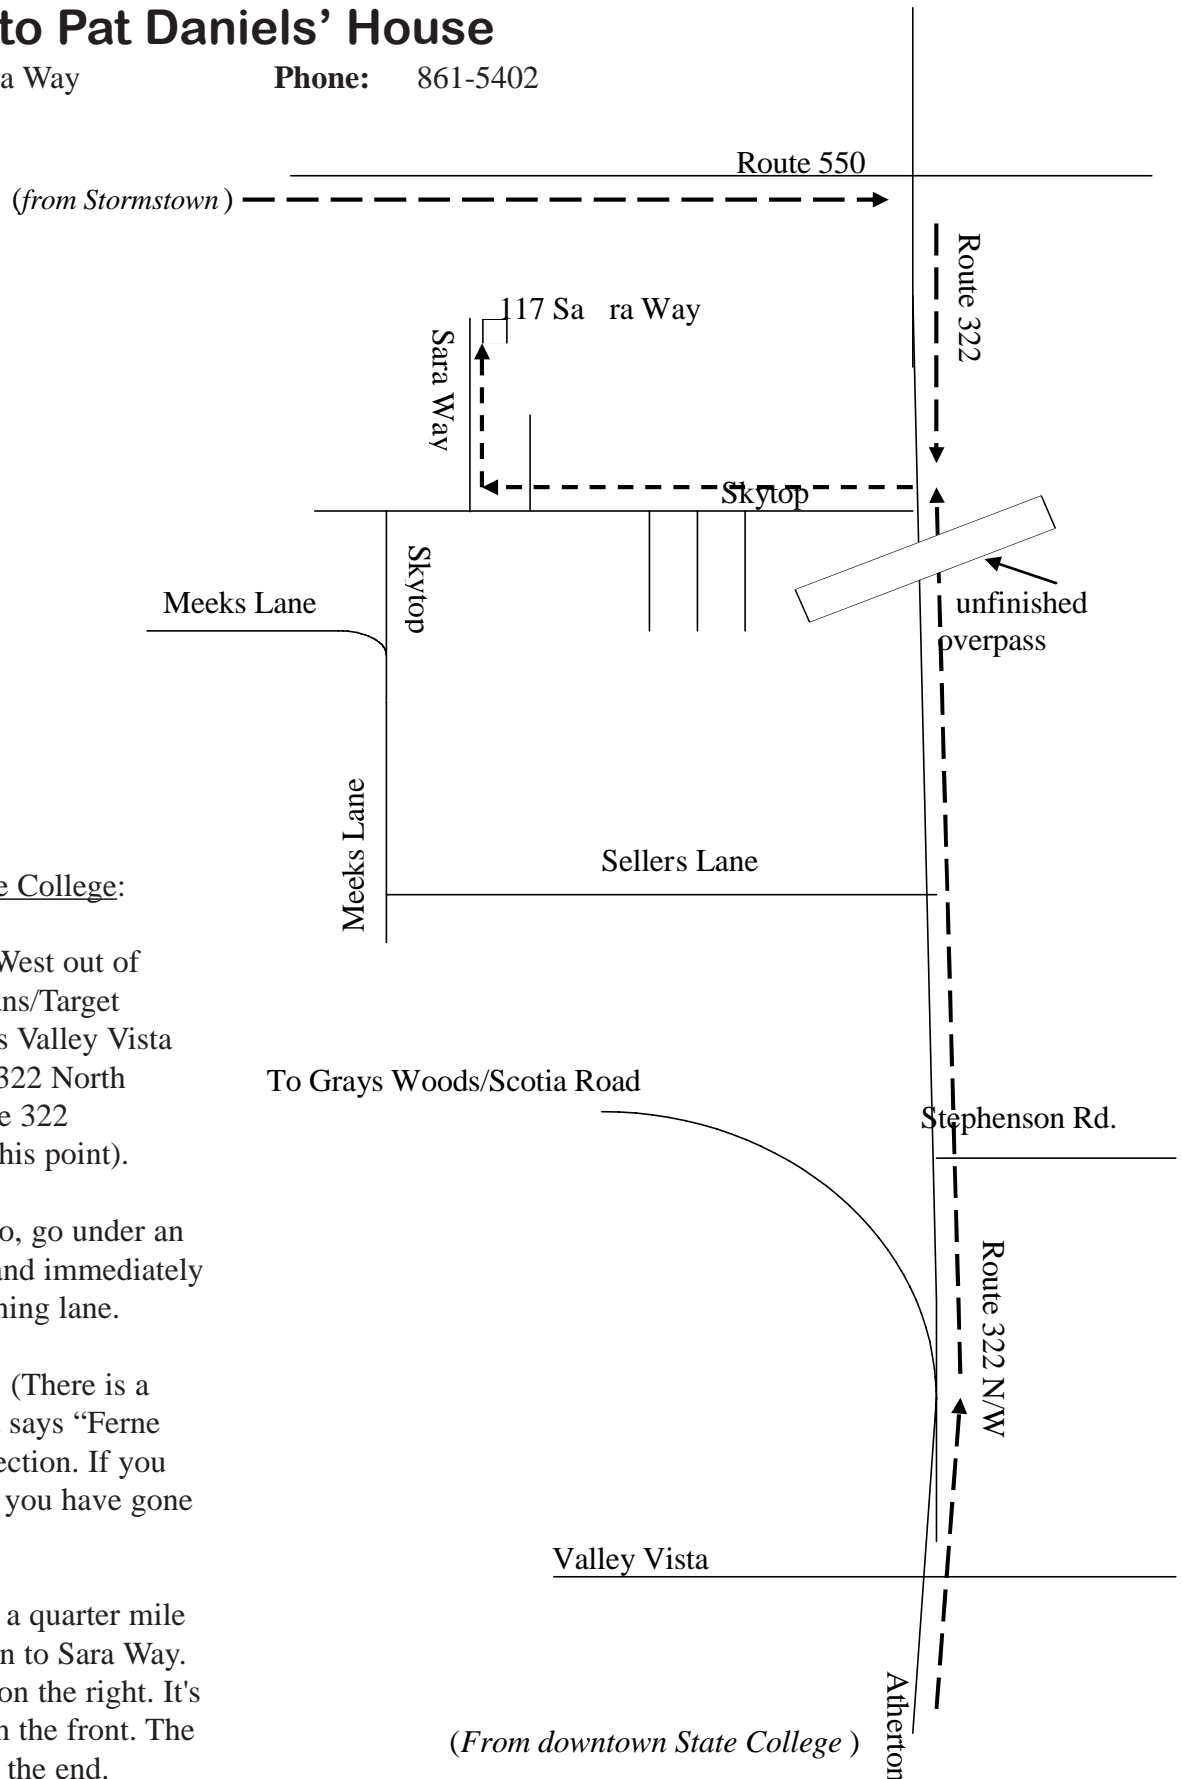 to Pat Daniels’ House
ra Way Phone: 861-5402
Route 550
(from Stormstown)
Route 322
117 Sa ra Way
Sara Way
Skytop
Skytop
Meeks Lane
unfinished
overpass
Meeks Lane
Sellers Lane
e College:
West out of
ns/Target
s Valley Vista
322 North
e 322
his point).
To Grays Woods/Scotia Road
Stephenson Rd.
o, go under an
and immediately
ning lane.
Route 322 N/W
(There is a
says “Ferne
ection. If you
you have gone
Valley Vista
a quarter mile
n to Sara Way.
on the right. It's
n the front. The
the end.
Atherton
(From downtown State College )